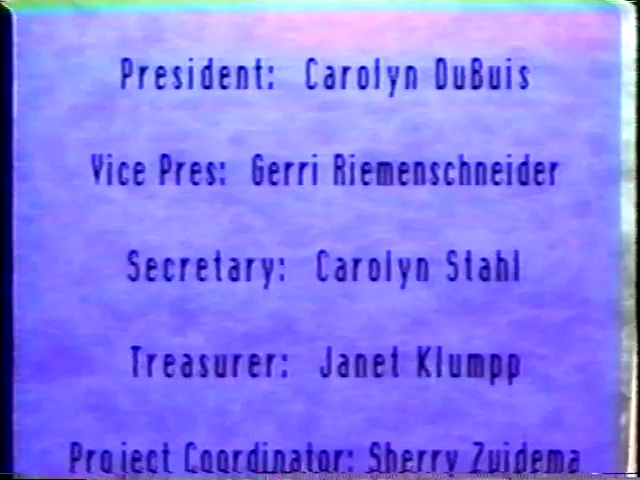 President: Carolyn DuBuis
Vice Pres: Gerri Riemenschneider
Secretary: Carolyn Stahl
Treasurer: Janet Klumpp
Project Coordinator: Sherry Zuidema